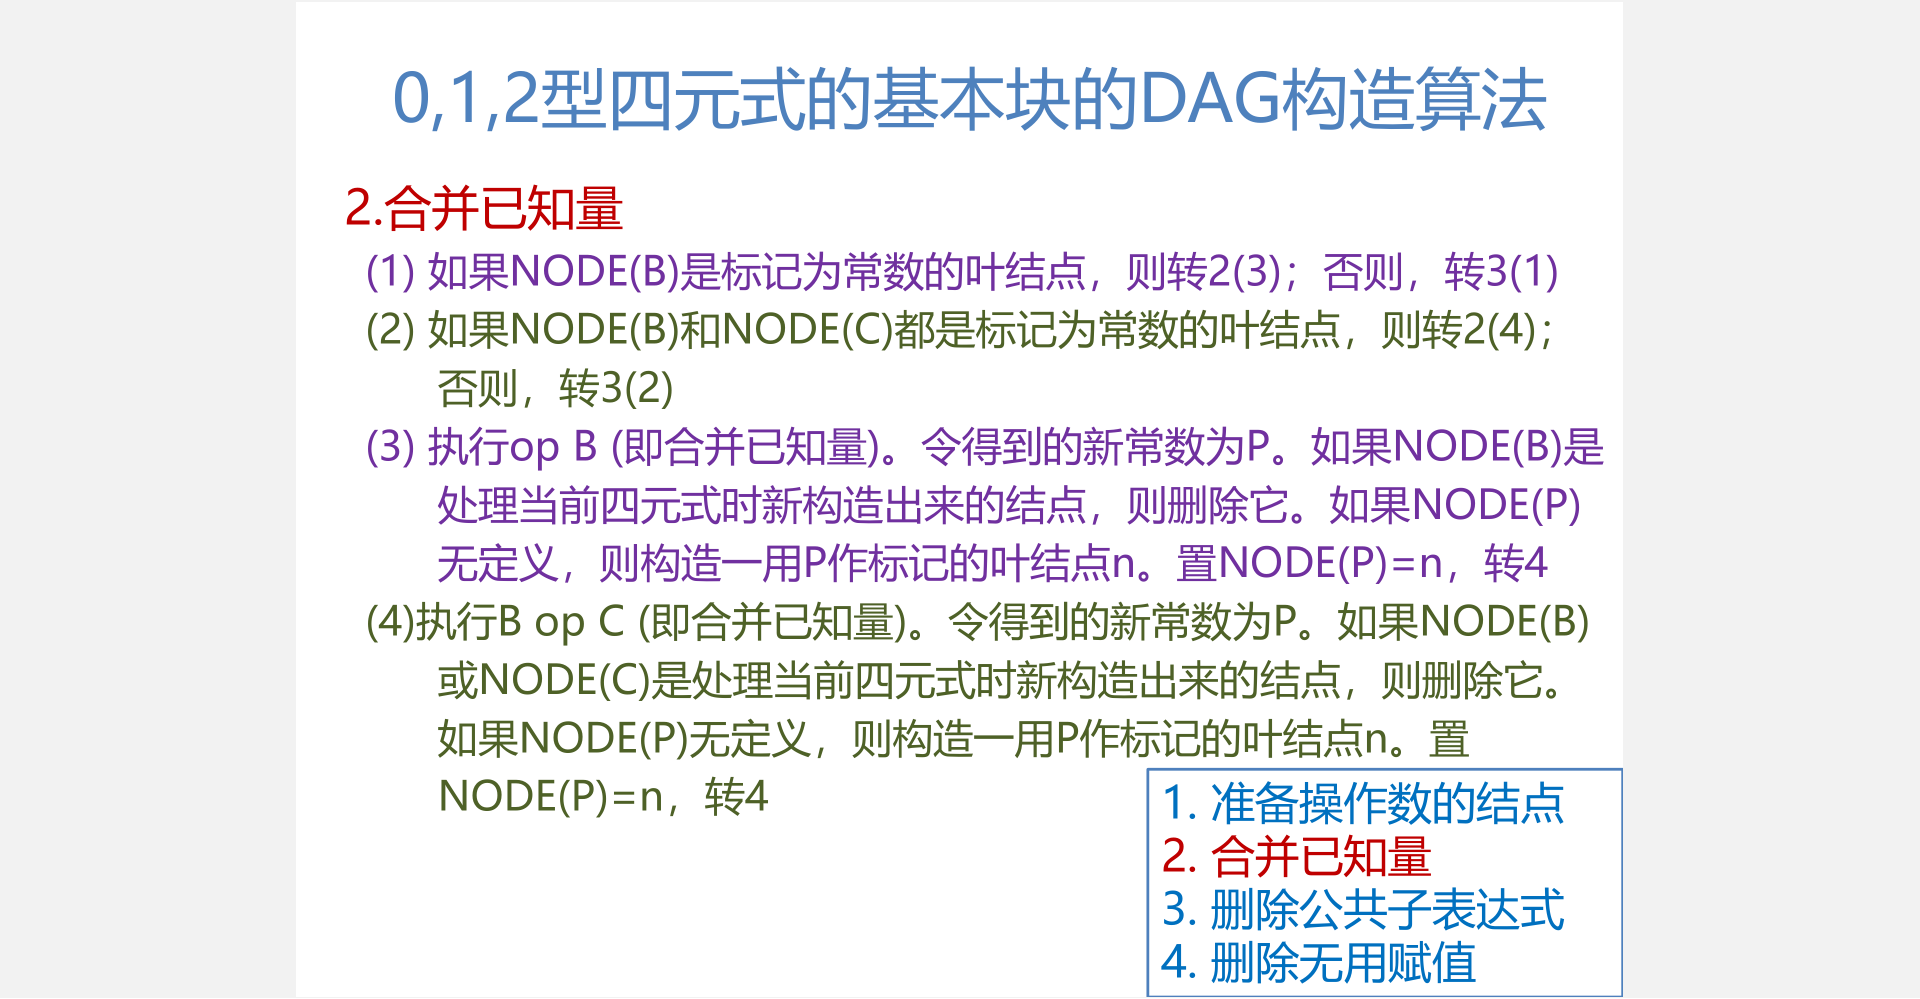 0,1,2型四元式的基本块的DAG构造算法
2.合并已知量
(1) 如果NODE(B)是标记为常数的叶结点，则转2(3)；否则，转3(1)
(2) 如果NODE(B)和NODE(C)都是标记为常数的叶结点，则转2(4)；
否则，转3(2)
(3) 执行op B (即合并已知量)。令得到的新常数为P。如果NODE(B)是
处理当前四元式时新构造出来的结点，则删除它。如果NODE(P)
无定义，则构造一用P作标记的叶结点n。置NODE(P)=n，转4
(4)执行B op C (即合并已知量)。令得到的新常数为P。如果NODE(B)
或NODE(C)是处理当前四元式时新构造出来的结点，则删除它。
如果NODE(P)无定义，则构造一用P作标记的叶结点n。置
NODE(P)=n，转4
1. 准备操作数的结点
2. 合并已知量
3. 删除公共子表达式
4. 删除无用赋值